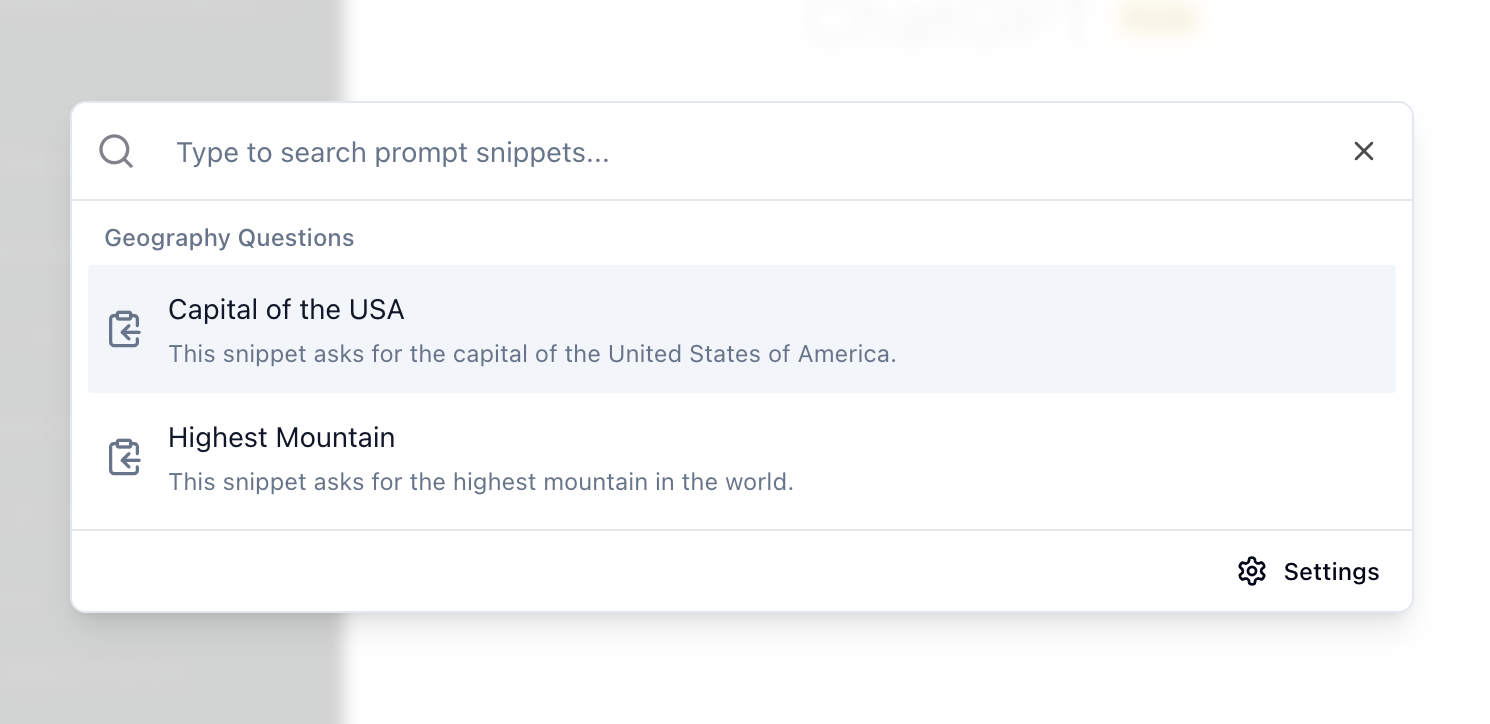 ChatGPT
Type to search prompt snippets...
Geography Questions
Capital of the USA
This snippet asks for the capital of the United States of America.
Highest Mountain
This snippet asks for the highest mountain in the world.
Settings